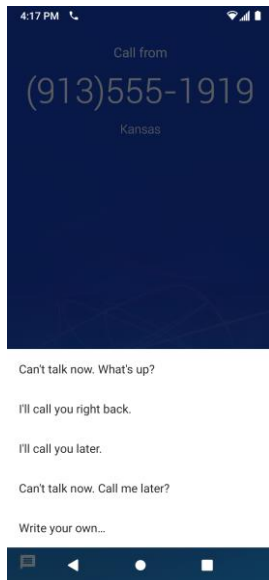 4:17 PM
Call from
(913)555-1919
Kansas
Can't talk now. What's up?
I'll call you right back.
I'll call you later.
Can't talk now. Call me later?
Write your own…